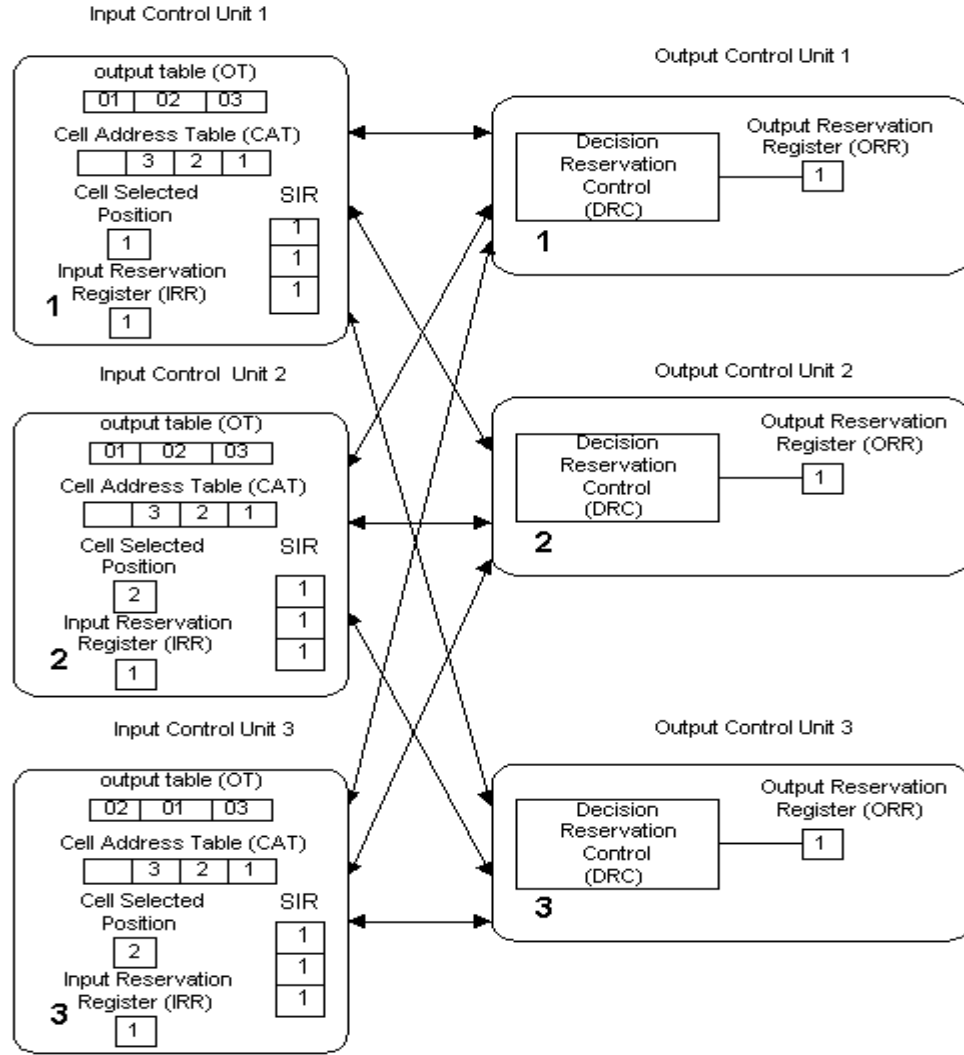 Input Control Unit 1
output table (OT)
01 02 03
Cell Address Table (CAT)
3 2 1
Cell Selected
Position
1
SIR
1
1
1
Input Reservation
Register (IRR)
1
1
Input Control Unit 2
output table (OT)
01 02 03
Cell Address Table (CAT)
3 2 1
Cell Selected
Position
2
SIR
1
1
1
Input Reservation
Register (IRR)
1
2
Input Control Unit 3
output table (OT)
02 01 03
Cell Address Table (CAT)
3 2 1
Cell Selected
Position
2
SIR
1
1
1
Input Reservation
Register (IRR)
1
3
Output Control Unit 1
Decision
Reservation
Control
(DRC)
Output Reservation
Register (ORR)
1
1
Output Control Unit 2
Decision
Reservation
Control
(DRC)
Output Reservation
Register (ORR)
1
2
Output Control Unit 3
Decision
Reservation
Control
(DRC)
Output Reservation
Register (ORR)
1
3